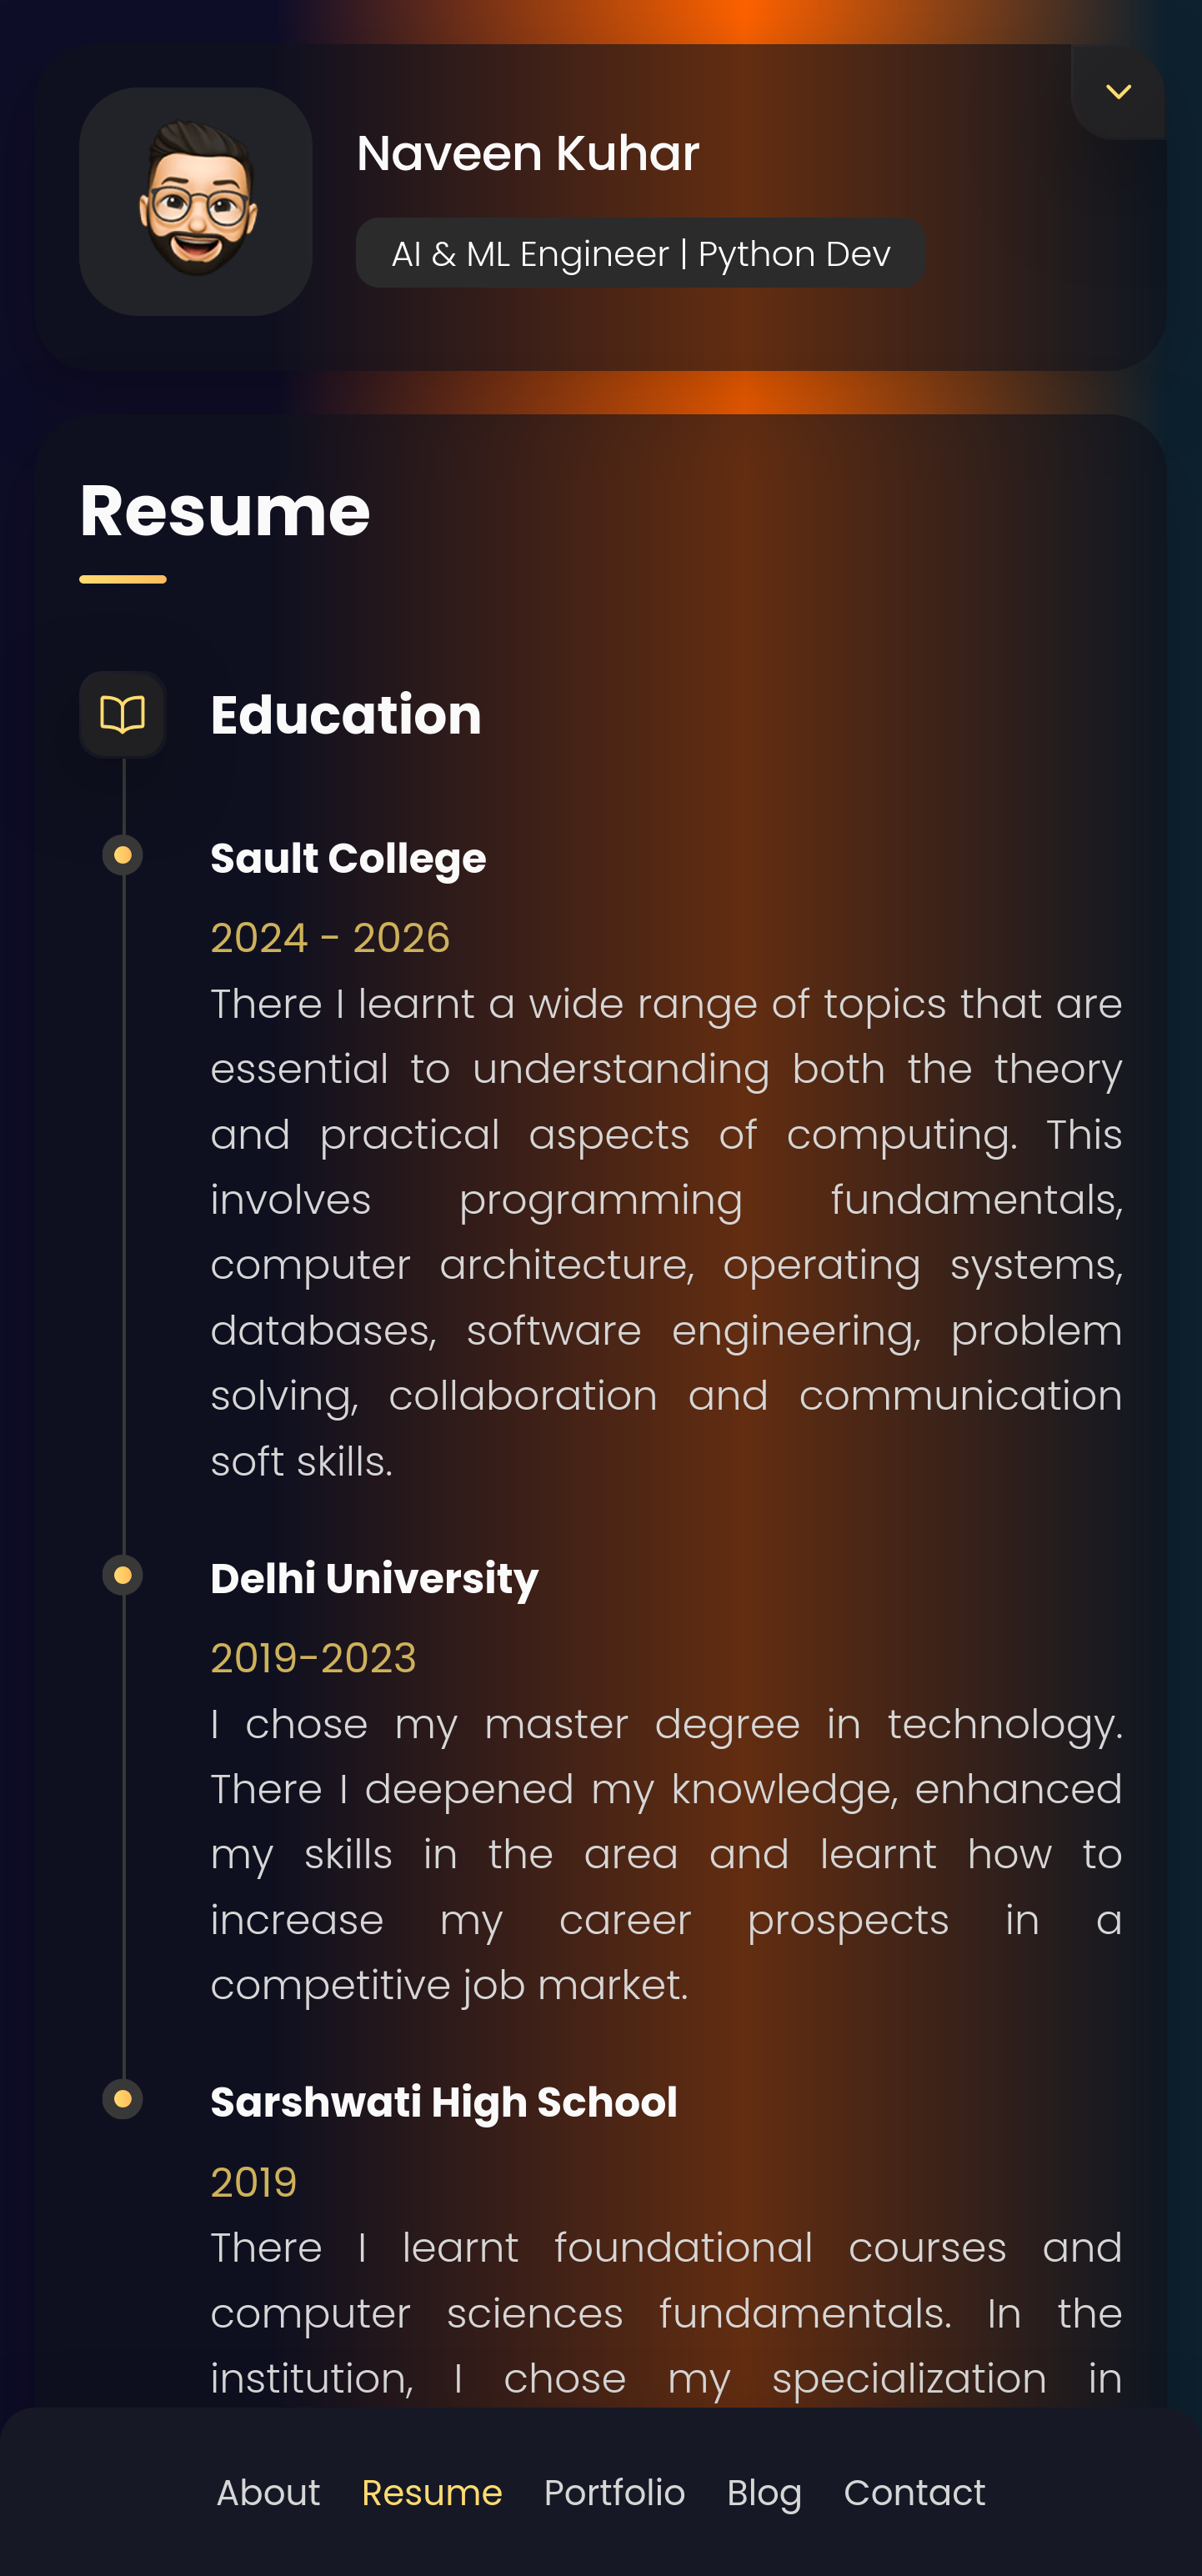 Naveen Kuhar
AI & ML Engineer | Python Dev
Resume
Education
Sault College
2024 - 2026
There I learnt a wide range of topics that are
essential to understanding both the theory
and practical aspects of computing. This
involves programming fundamentals,
computer architecture, operating systems,
databases, software engineering, problem
solving, collaboration and communication
soft skills.
Delhi University
2019-2023
I chose my master degree in technology.
There I deepened my knowledge, enhanced
my skills in the area and learnt how to
increase my career prospects in a
competitive job market.
Sarshwati High School
2019
There I learnt foundational courses and
computer sciences fundamentals. In the
institution, I chose my specialization in
About Resume Portfolio Blog Contact